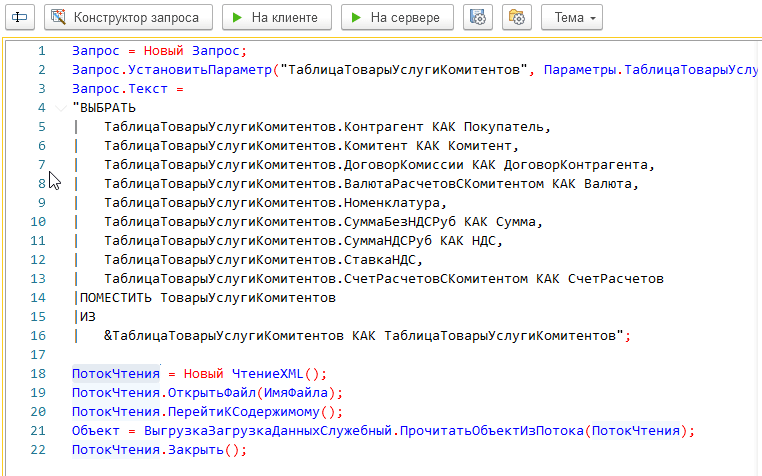 Конструктор запроса На клиенте На сервере Тема
1 Запрос = Новый Запрос;
2 Запрос.УстановитьПараметр("ТаблицаТоварыУслугиКомитентов", Параметры.ТаблицаТоварыУслу
3 Запрос.Текст =
4 "ВЫБРАТЬ
5 | ТаблицаТоварыУслугиКомитентов.Контрагент КАК Покупатель,
6 | ТаблицаТоварыУслугиКомитентов.Комитент КАК Комитент,
7 | ТаблицаТоварыУслугиКомитентов.ДоговорКомиссии КАК ДоговорКонтрагента,
8 | ТаблицаТоварыУслугиКомитентов.ВалютаРасчетовСКомитентом КАК Валюта,
9 | ТаблицаТоварыУслугиКомитентов.Номенклатура,
10 | ТаблицаТоварыУслугиКомитентов.СуммаБезНДСРуб КАК Сумма,
11 | ТаблицаТоварыУслугиКомитентов.СуммаНДСРуб КАК НДС,
12 | ТаблицаТоварыУслугиКомитентов.СтавкаНДС,
13 | ТаблицаТоварыУслугиКомитентов.СчетРасчетовСКомитентом КАК СчетРасчетов
14 |ПОМЕСТИТЬ ТоварыУслугиКомитентов
15 |ИЗ
16 | &ТаблицаТоварыУслугиКомитентов КАК ТаблицаТоварыУслугиКомитентов";
17
18 ПотокЧтения = Новый ЧтениеXML();
19 ПотокЧтения.ОткрытьФайл(ИмяФайла);
20 ПотокЧтения.ПерейтиКСодержимому();
21 Объект = ВыгрузкаЗагрузкаДанныхСлужебный.ПрочитатьОбъектИзПотока(ПотокЧтения);
22 ПотокЧтения.Закрыть();